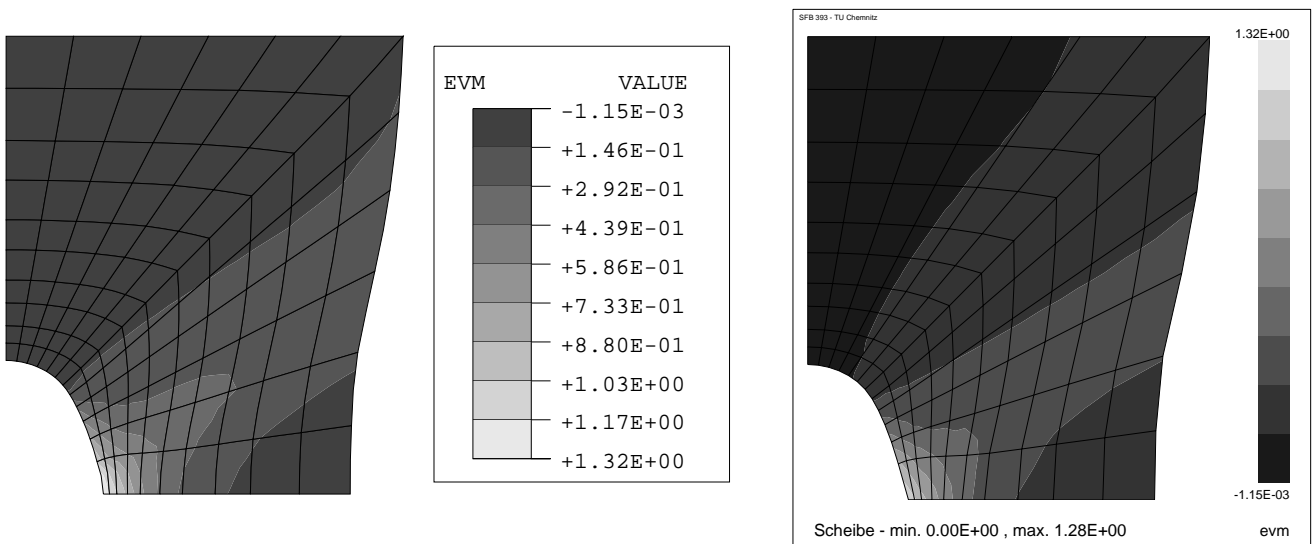 EVM VALUE
-1.15E-03
+1.46E-01
+2.92E-01
+4.39E-01
+5.86E-01
+7.33E-01
+8.80E-01
+1.03E+00
+1.17E+00
+1.32E+00
SFB 393 - TU Chemnitz
1.32E+00
-1.15E-03
Scheibe - min. 0.00E+00 , max. 1.28E+00 evm